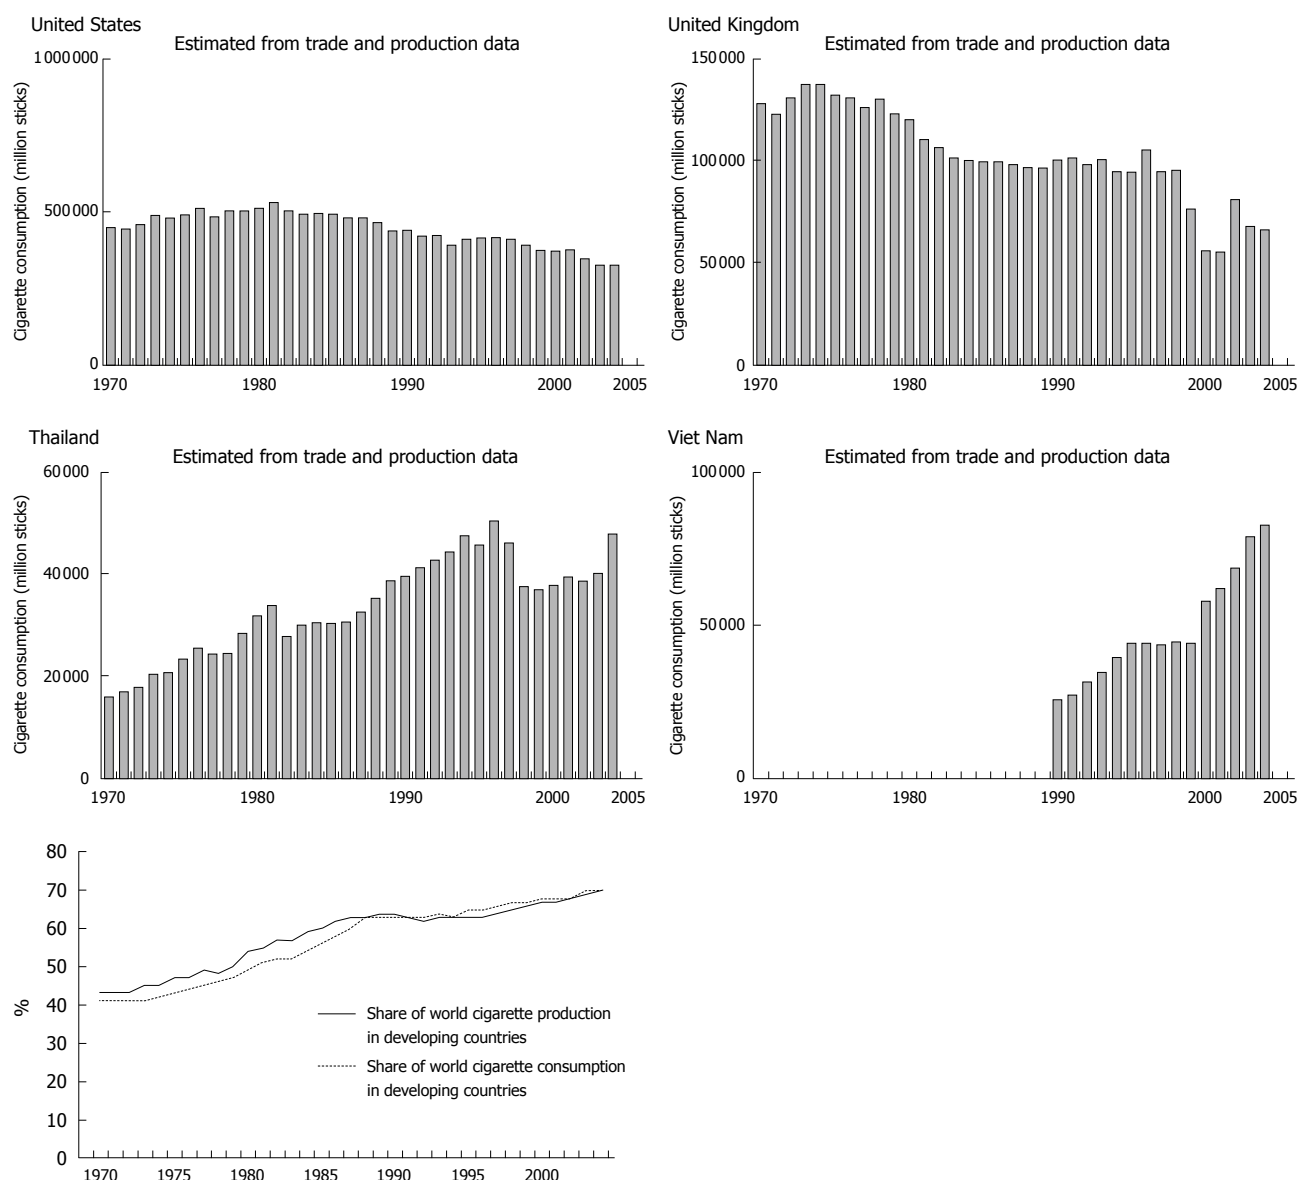 United States
Estimated from trade and production data
Cigarette consumption (million sticks)
1000000
500000
0
1970 1980 1990 2000 2005
United Kingdom
Estimated from trade and production data
Cigarette consumption (million sticks)
150000
100000
50000
0
1970 1980 1990 2000 2005
Thailand
Estimated from trade and production data
Cigarette consumption (million sticks)
60000
40000
20000
0
1970 1980 1990 2000 2005
Viet Nam
Estimated from trade and production data
Cigarette consumption (million sticks)
100000
50000
0
1970 1980 1990 2000 2005
%
80
70
60
50
40
30
20
10
0
Share of world cigarette production
in developing countries
Share of world cigarette consumption
in developing countries
1970 1975 1980 1985 1990 1995 2000